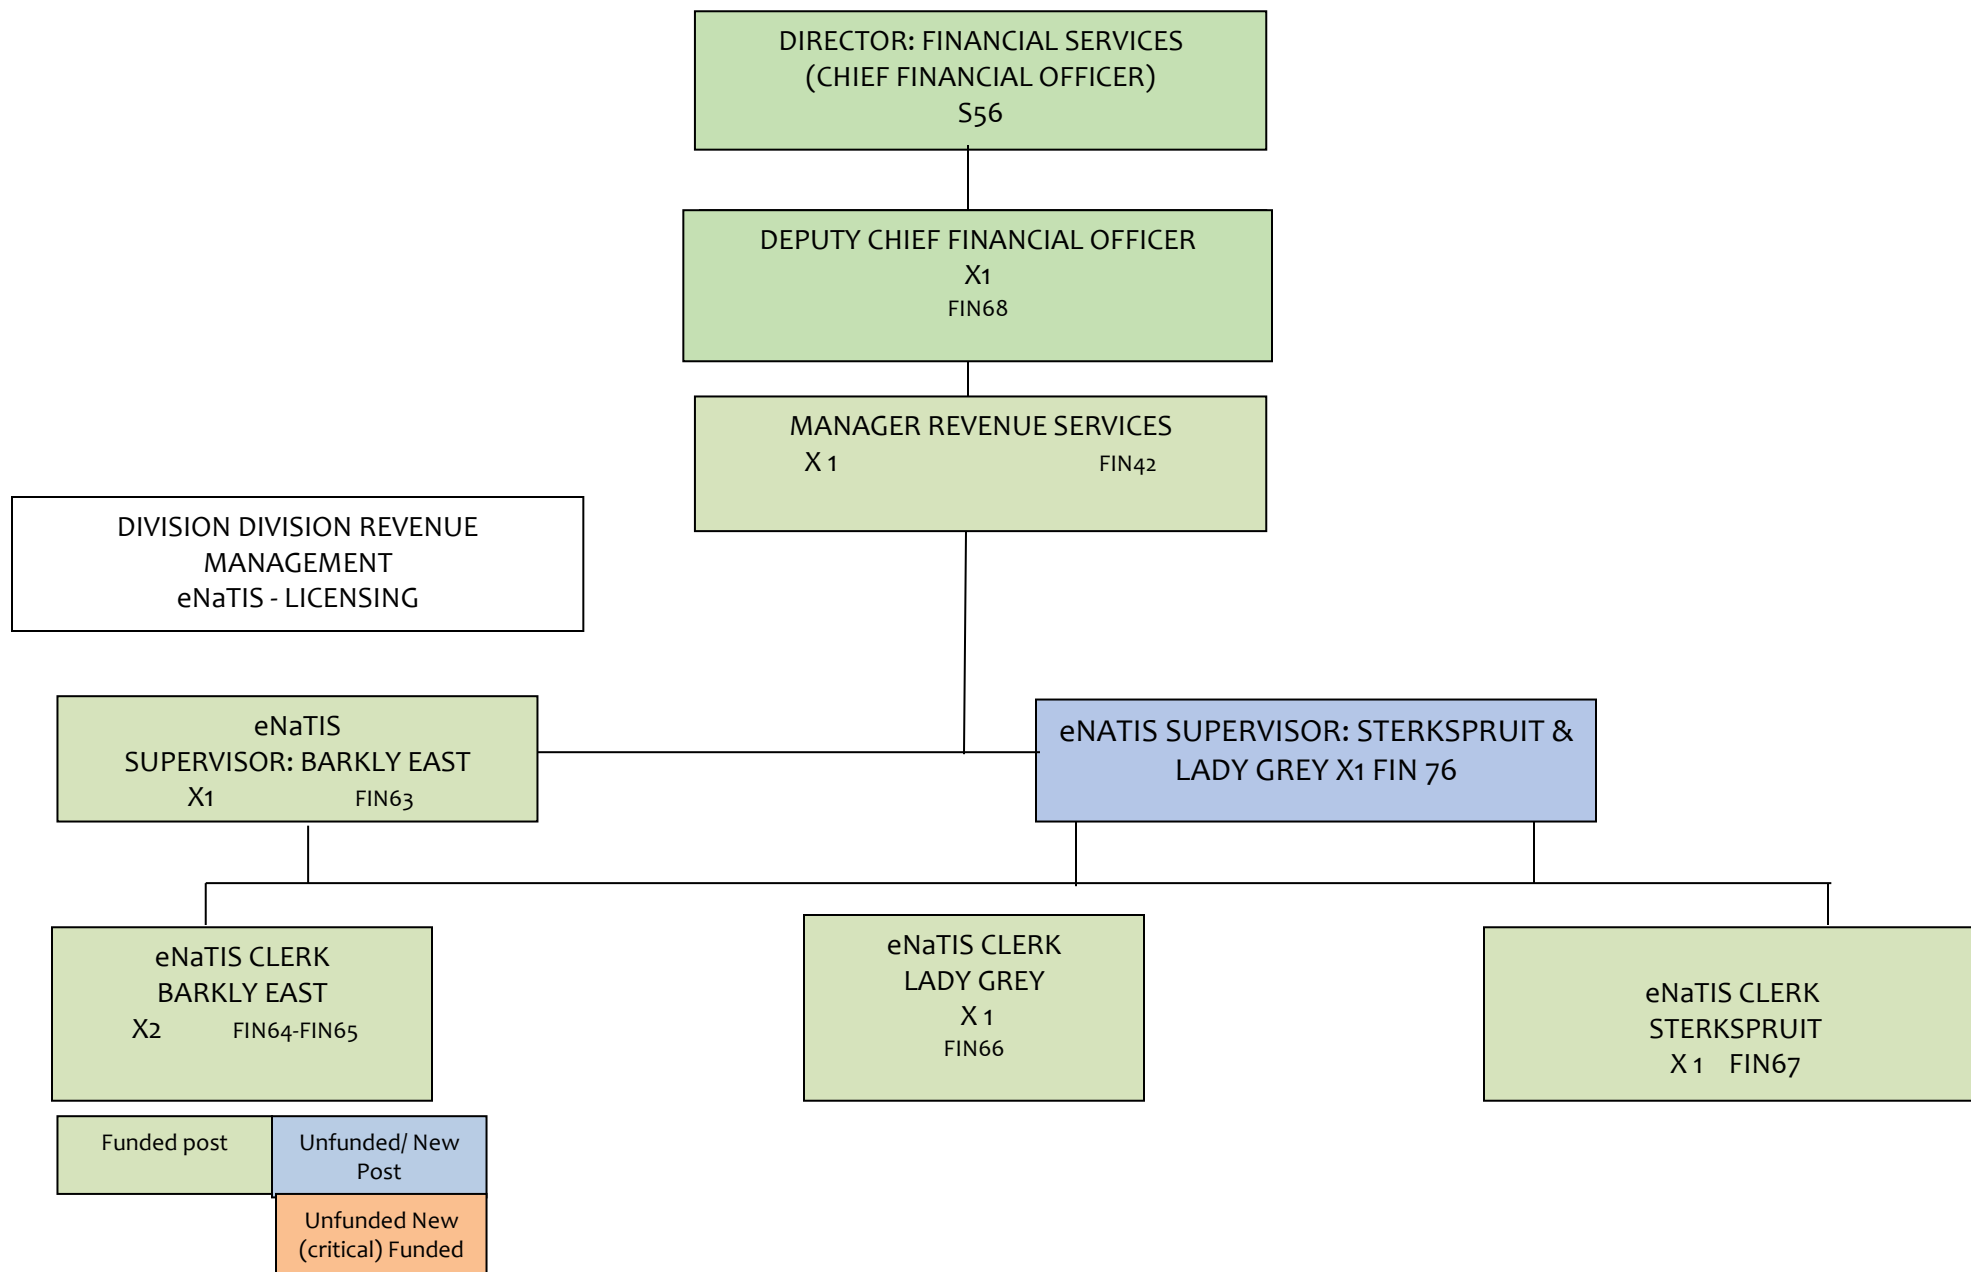 DIRECTOR: FINANCIAL SERVICES
(CHIEF FINANCIAL OFFICER)
S56
DEPUTY CHIEF FINANCIAL OFFICER
X1
FIN68
MANAGER REVENUE SERVICES
X 1 FIN42
DIVISION DIVISION REVENUE
MANAGEMENT
eNaTIS - LICENSING
eNaTIS
SUPERVISOR: BARKLY EAST
X1 FIN63
eNATIS SUPERVISOR: STERKSPRUIT &
LADY GREY X1 FIN 76
eNaTIS CLERK
BARKLY EAST
X2 FIN64-FIN65
eNaTIS CLERK
LADY GREY
X 1
FIN66
eNaTIS CLERK
STERKSPRUIT
X 1 FIN67
Funded post
Unfunded/ New
Post
Unfunded New
(critical) Funded